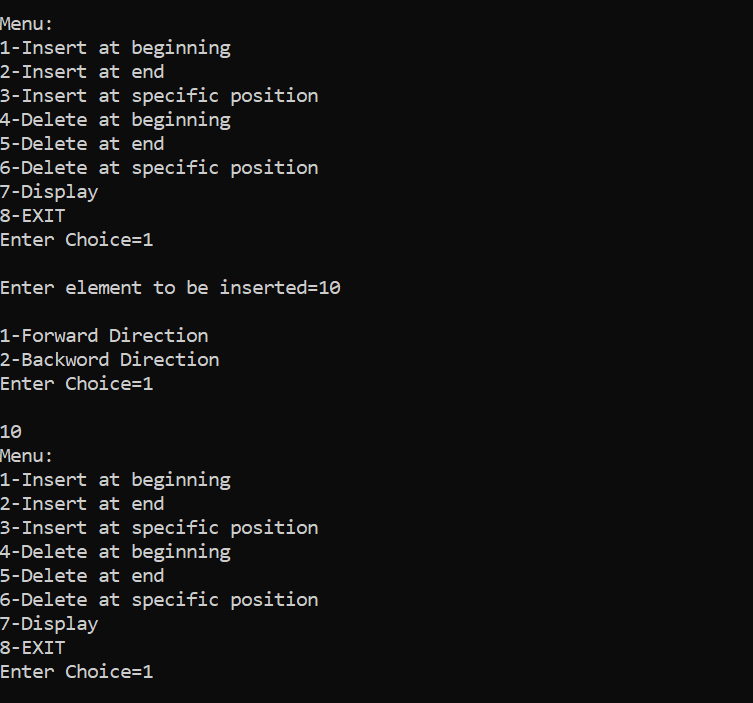 Menu:
1-Insert at beginning
2-Insert at end
3-Insert at specific position
4-Delete at beginning
5-Delete at end
6-Delete at specific position
7-Display
8-EXIT
Enter Choice=1
Enter element to be inserted=10
1-Forward Direction
2-Backword Direction
Enter Choice=1
10
Menu:
1-Insert at beginning
2-Insert at end
3-Insert at specific position
4-Delete at beginning
5-Delete at end
6-Delete at specific position
7-Display
8-EXIT
Enter Choice=1